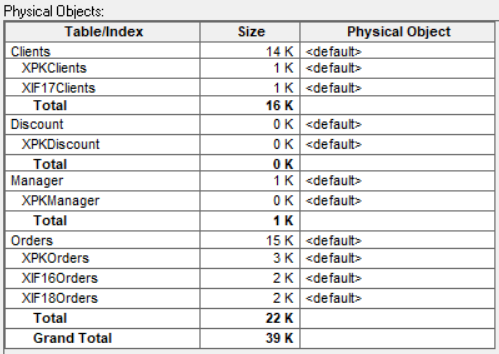 Physical Objects:
Table/Index Size Physical Object
Clients 14 K <default>
XPKClients 1 K <default>
XIF17Clients 1 K <default>
Total 16 K
Discount 0 K <default>
XPKDiscount 0 K <default>
Total 0 K
Manager 1 K <default>
XPKManager 0 K <default>
Total 1 K
Orders 15 K <default>
XPKOrders 3 K <default>
XIF16Orders 2 K <default>
XIF18Orders 2 K <default>
Total 22 K
Grand Total 39 K